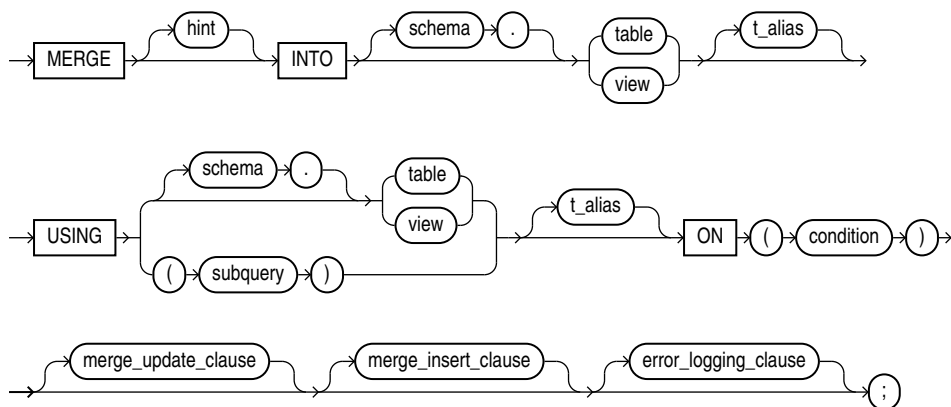 hint schema . table t_alias
MERGE INTO
view
schema . table
t_alias
USING view ON ( condition )
( subquery )
merge_update_clause merge_insert_clause error_logging_clause
;